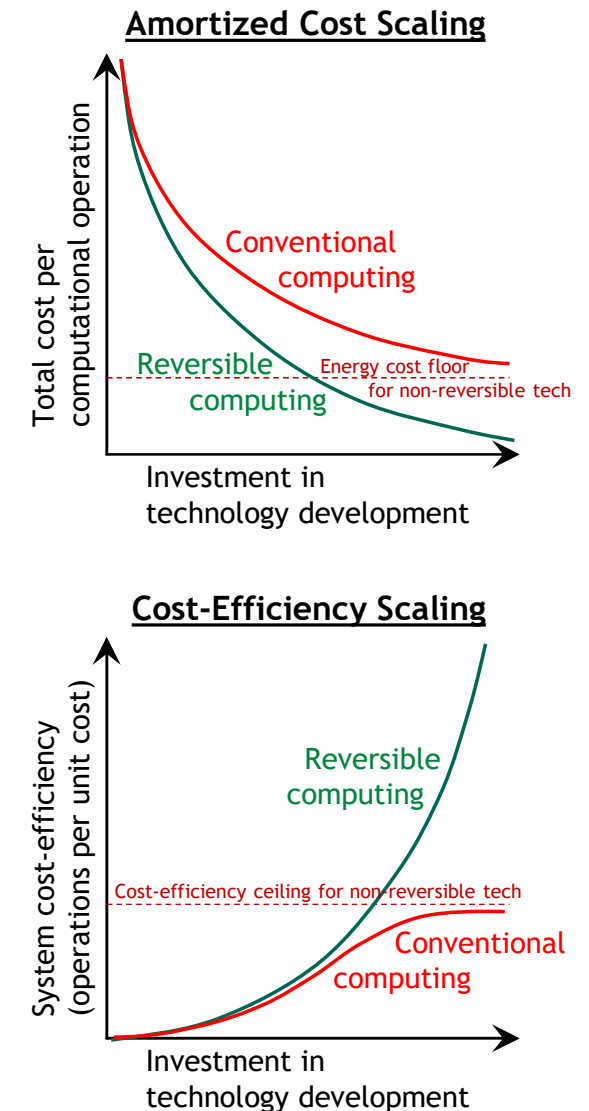 Amortized Cost Scaling
Total cost per
computational operation
Conventional
computing
Reversible
computing
Energy cost floor
for non-reversible tech
Investment in
technology development
Cost-Efficiency Scaling
System cost-efficiency
(operations per unit cost)
Reversible
computing
Cost-efficiency ceiling for non-reversible tech
Conventional
computing
Investment in
technology development